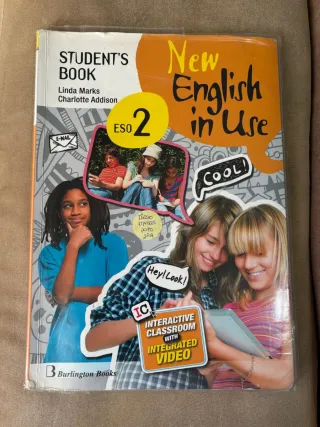 STUDENT'S
BOOK
Linda Marks
Charlotte Addison
New
English
in Use
ESO 2
E-MAIL
COOL!
Hey! Look!
IC
INTERACTIVE
CLASSROOM
WITH
INTEGRATED
VIDEO
B Burlington Books